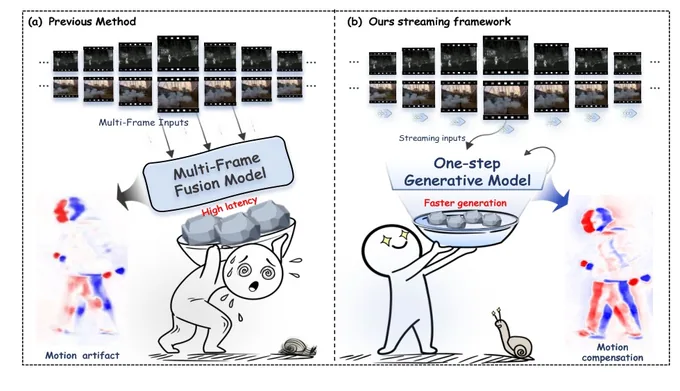 (a) Previous Method
Multi-Frame Inputs
Multi-Frame
Fusion Model
High latency
Motion artifact
(b) Ours streaming framework
Streaming inputs
One-step
Generative Model
Faster generation
Motion
compensation